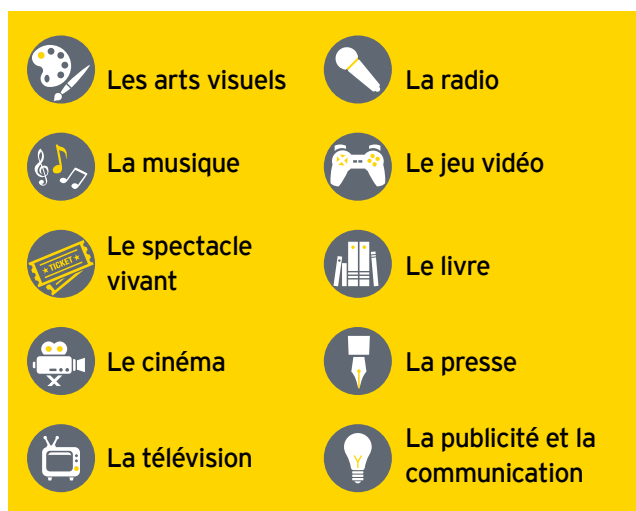 Les arts visuels
La musique
Le spectacle
vivant
TICKET
Le cinéma
La télévision
La radio
Le jeu vidéo
Le livre
La presse
La publicité et la
communication